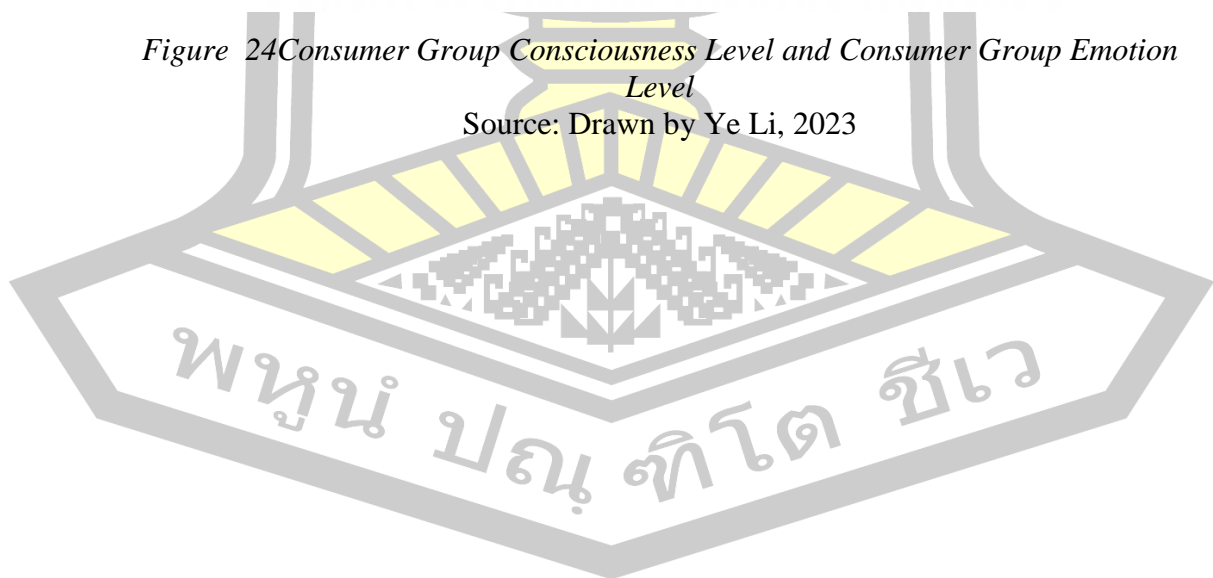 Figure  24Consumer Group Consciousness Level and Consumer Group Emotion
Level
Source: Drawn by Ye Li, 2023
พหูนํ ปณฺฑิโต ชีเว